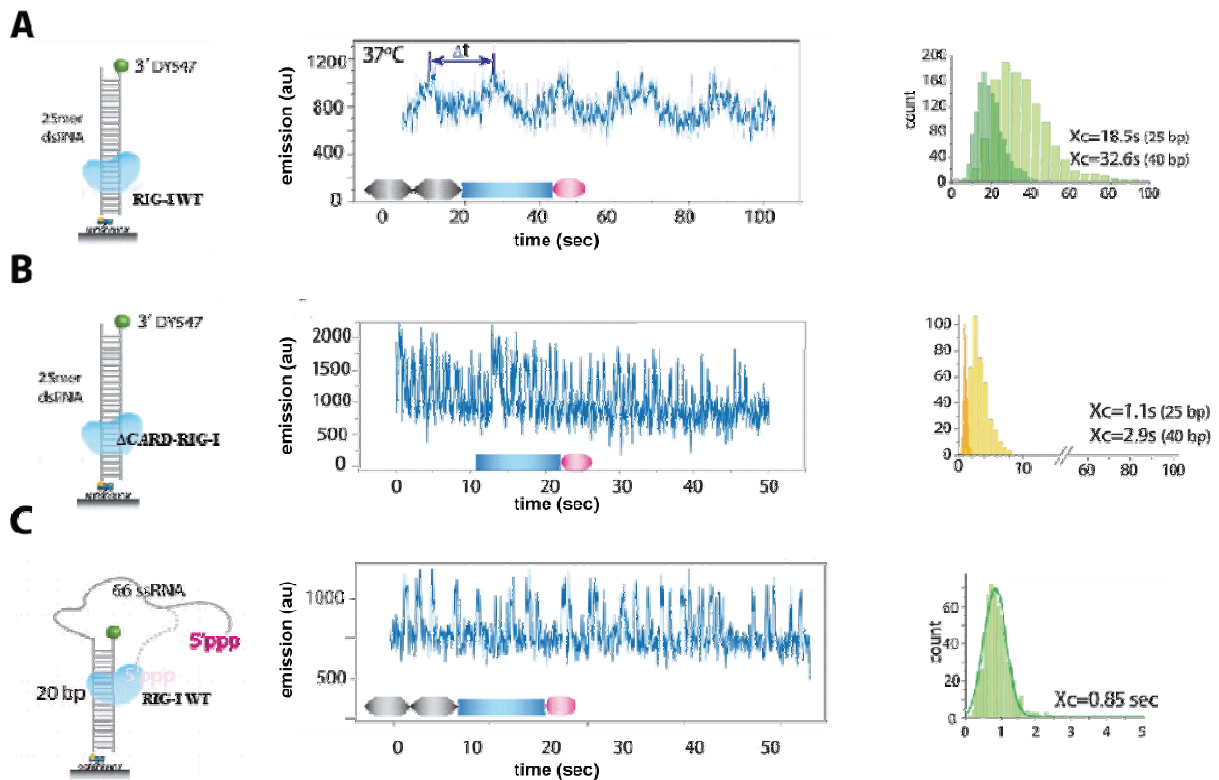 A
3' DY547
25mer
dsRNA
RIG-I WT
37°C
Δt
emission (au)
1200
800
400
0
0 20 40 60 80 100
time (sec)
count
200
160
120
80
40
0
0 20 40 60 80 100
Xc=18.5s (25 bp)
Xc=32.6s (40 bp)
B
3' DY547
25mer
dsRNA
ΔCARD-RIG-I
emission (au)
2000
1500
1000
500
0
0 10 20 30 40 50
time (sec)
100
80
60
40
20
0
0 10 60 80 100
Xc=1.1s (25 bp)
Xc=2.9s (40 bp)
C
66 ssRNA
5'ppp
5'ppp
20 bp
RIG-I WT
emission (au)
1000
500
0 10 20 30 40 50
time (sec)
count
60
40
20
0
0 1 2 3 4 5
Xc=0.85 sec